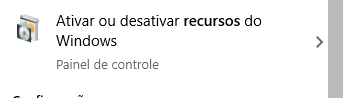 Ativar ou desativar recursos do
Windows
Painel de controle